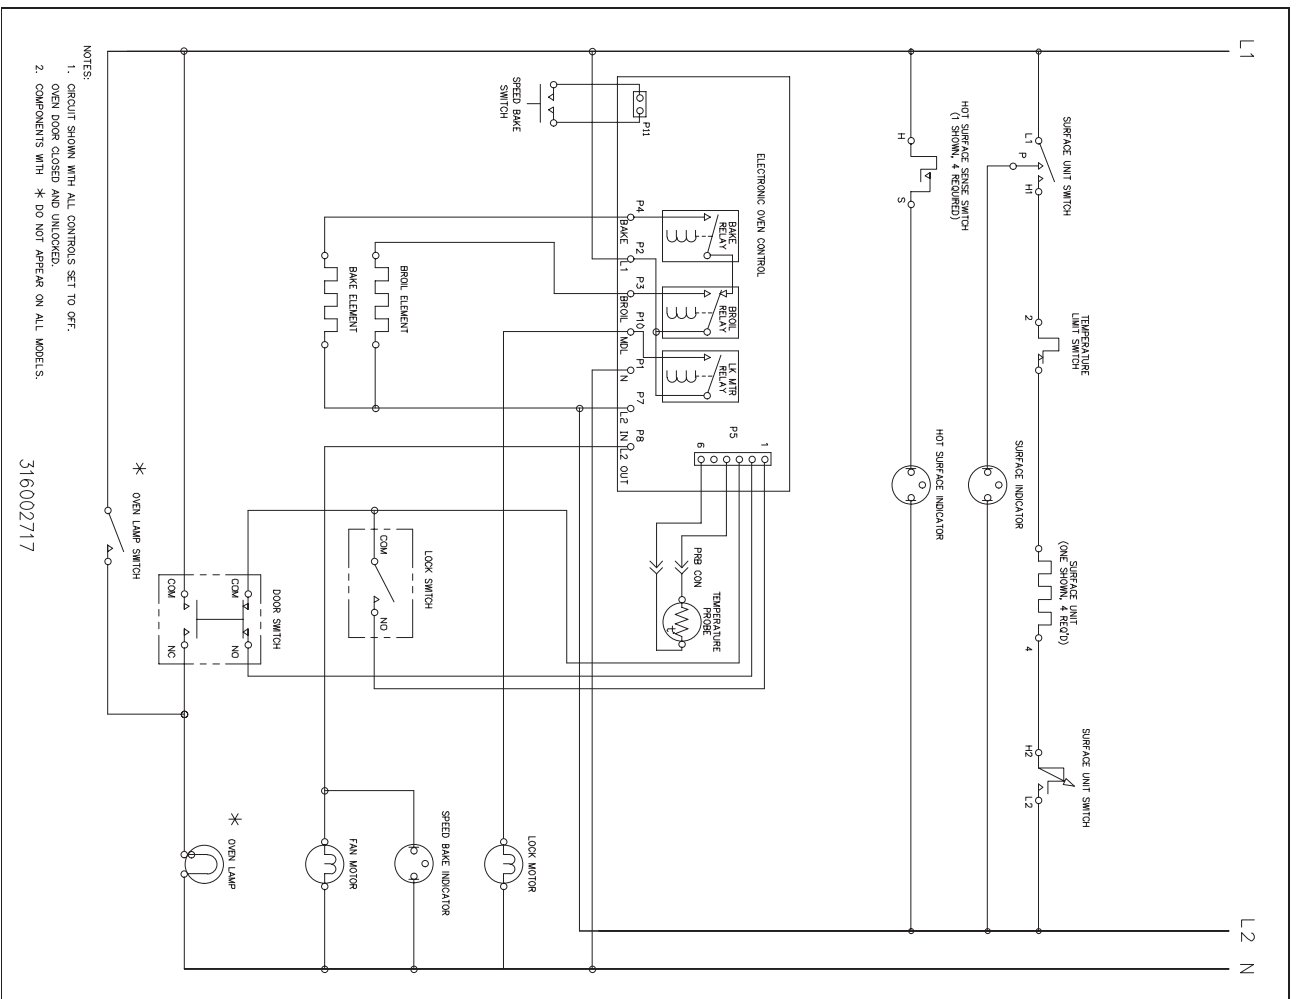 L1
L2 N
SURFACE UNIT SWITCH
L1
P
H1
TEMPERATURE
LIMIT SWITCH
2
SURFACE UNIT
(ONE SHOWN, 4 REQ'D)
4
SURFACE UNIT SWITCH
H2
L2
SURFACE INDICATOR
HOT SURFACE SENSE SWITCH
(1 SHOWN, 4 REQUIRED)
H
S
HOT SURFACE INDICATOR
ELECTRONIC OVEN CONTROL
P11
SPEED BAKE
SWITCH
BAKE
RELAY
BROIL
RELAY
LK MTR
RELAY
P4
P2
P3
P10
P1
P7
P8
BAKE
L1
BROIL
MDL
N
L2 IN
L2 OUT
P5
1
6
BROIL ELEMENT
BAKE ELEMENT
PRB CON
TEMPERATURE
PROBE
t
LOCK SWITCH
COM
NO
DOOR SWITCH
COM
NO
COM
NC
LOCK MOTOR
SPEED BAKE INDICATOR
FAN MOTOR
* OVEN LAMP
* OVEN LAMP SWITCH
NOTES:
1. CIRCUIT SHOWN WITH ALL CONTROLS SET TO OFF.
OVEN DOOR CLOSED AND UNLOCKED.
2. COMPONENTS WITH * DO NOT APPEAR ON ALL MODELS.
316002717